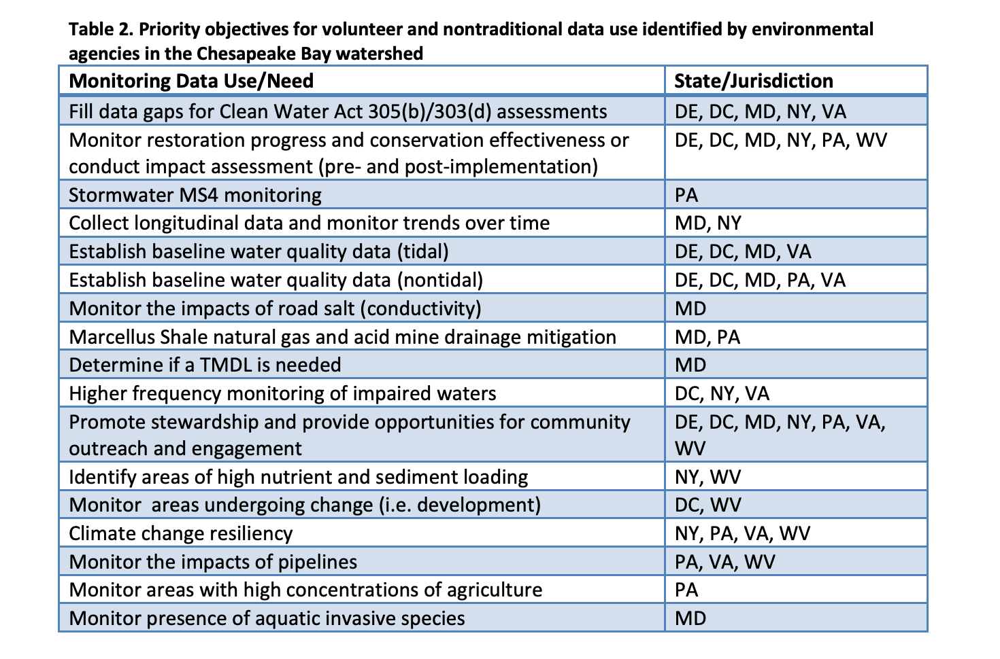 Table 2. Priority objectives for volunteer and nontraditional data use identified by environmental
agencies in the Chesapeake Bay watershed
Monitoring Data Use/Need State/Jurisdiction
Fill data gaps for Clean Water Act 305(b)/303(d) assessments DE, DC, MD, NY, VA
Monitor restoration progress and conservation effectiveness or DE, DC, MD, NY, PA, WV
conduct impact assessment (pre- and post-implementation)
Stormwater MS4 monitoring PA
Collect longitudinal data and monitor trends over time MD, NY
Establish baseline water quality data (tidal) DE, DC, MD, VA
Establish baseline water quality data (nontidal) DE, DC, MD, PA, VA
Monitor the impacts of road salt (conductivity) MD
Marcellus Shale natural gas and acid mine drainage mitigation MD, PA
Determine if a TMDL is needed MD
Higher frequency monitoring of impaired waters DC, NY, VA
Promote stewardship and provide opportunities for community DE, DC, MD, NY, PA, VA,
outreach and engagement WV
Identify areas of high nutrient and sediment loading NY, WV
Monitor  areas undergoing change (i.e. development) DC, WV
Climate change resiliency NY, PA, VA, WV
Monitor the impacts of pipelines PA, VA, WV
Monitor areas with high concentrations of agriculture PA
Monitor presence of aquatic invasive species MD